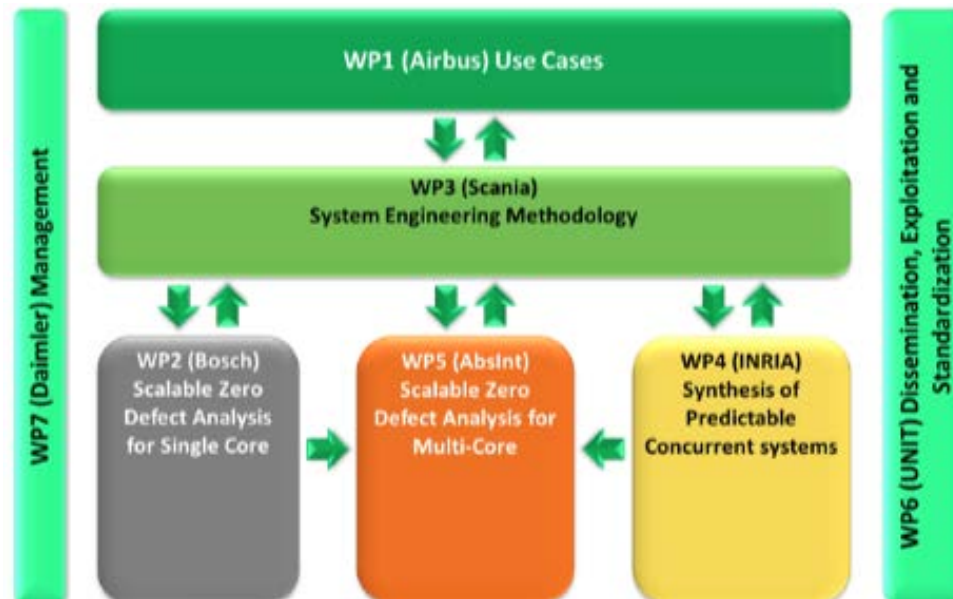 WP7 (Daimler) Management
WP1 (Airbus) Use Cases
WP3 (Scania)
System Engineering Methodology
WP2 (Bosch)
Scalable Zero
Defect Analysis
for Single Core
WP5 (AbsInt)
Scalable Zero
Defect Analysis for
Multi-Core
WP4 (INRIA)
Synthesis of
Predictable
Concurrent systems
WP6 (UNIT) Dissemination, Exploitation and
Standardization